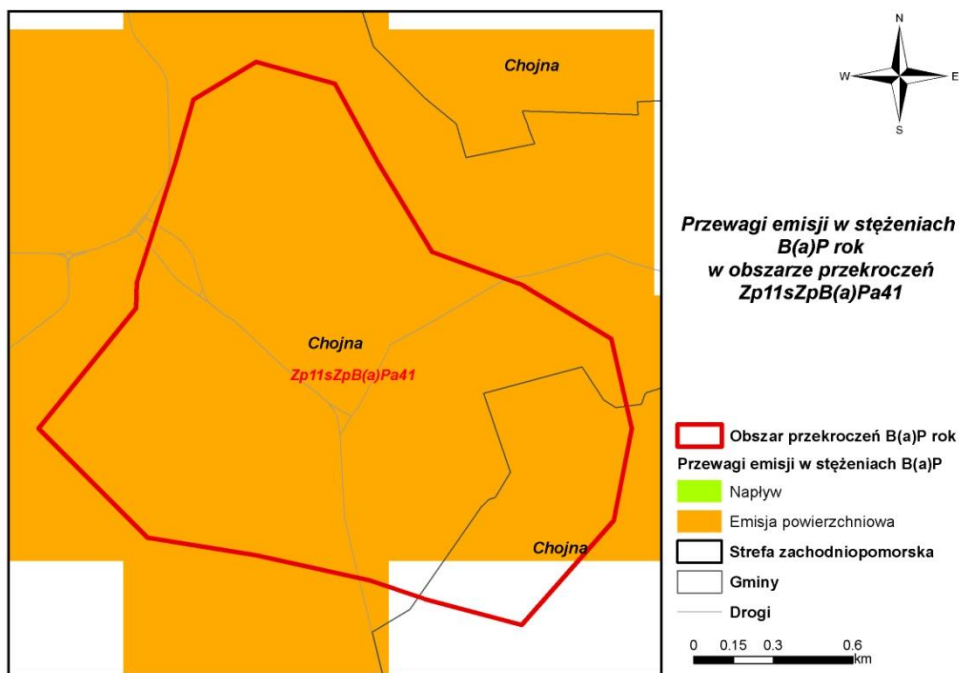 Chojna
Chojna
Zp11sZpB(a)Pa41
Chojna
N
W
E
S
Przewagi emisji w stężeniach
B(a)P rok
w obszarze przekroczeń
Zp11sZpB(a)Pa41
Obszar przekroczeń B(a)P rok
Przewagi emisji w stężeniach B(a)P
Napływ
Emisja powierzchniowa
Strefa zachodniopomorska
Gminy
Drogi
0 0.15 0.3 0.6
km